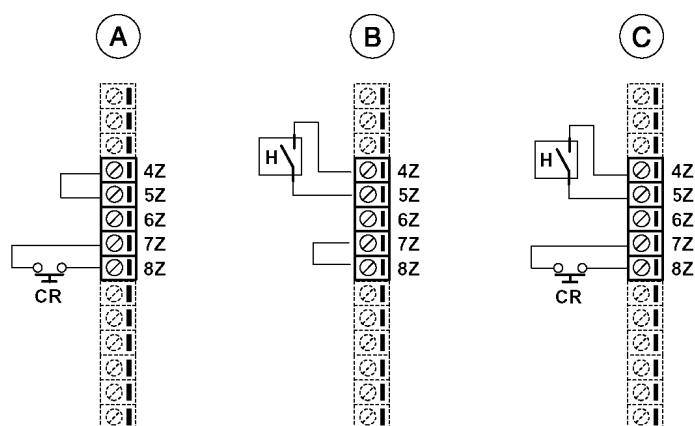 A B C
H 4Z H 4Z H 4Z
5Z 5Z 5Z
6Z 6Z 6Z
7Z 7Z 7Z
8Z 8Z 8Z
CR CR